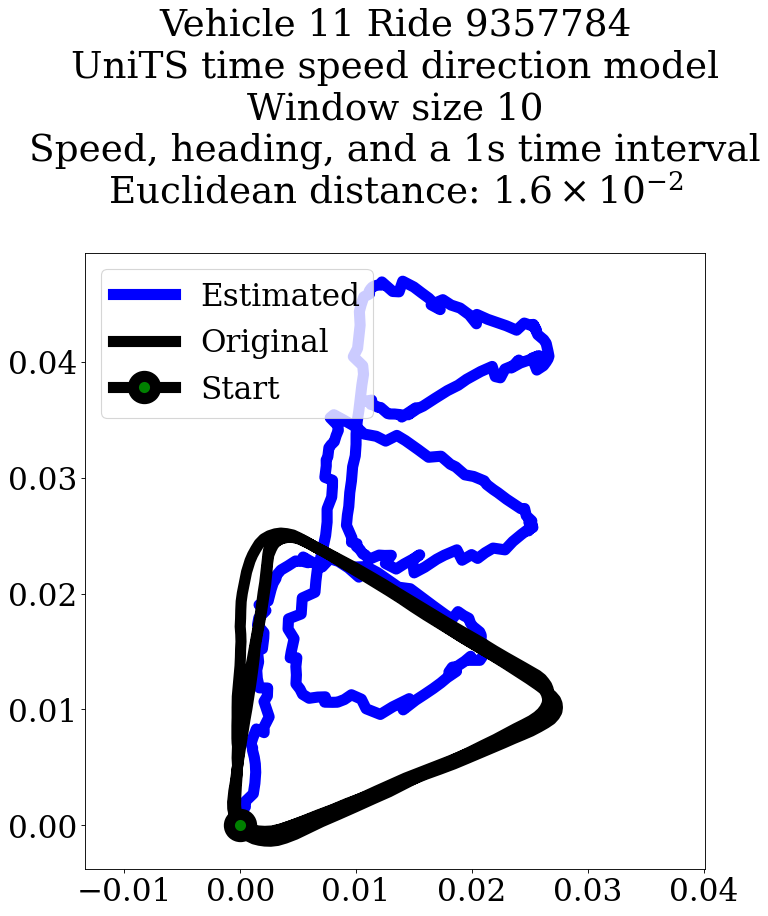 Vehicle 11 Ride 9357784
UniTS time speed direction model
Window size 10
Speed, heading, and a 1s time interval
Euclidean distance: 1.6 × 10⁻²
Estimated
Original
Start
0.04
0.03
0.02
0.01
0.00
−0.01 0.00 0.01 0.02 0.03 0.04